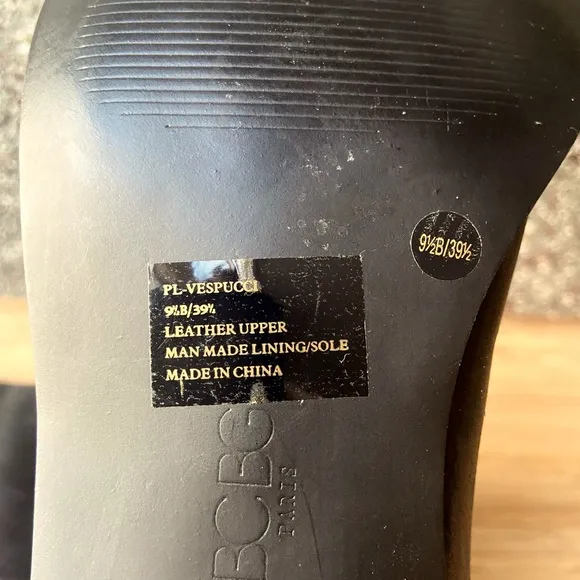 9½B/39½
PL-VESPUCCI
9½B/39½
LEATHER UPPER
MAN MADE LINING/SOLE
MADE IN CHINA
BCBG
PARIS